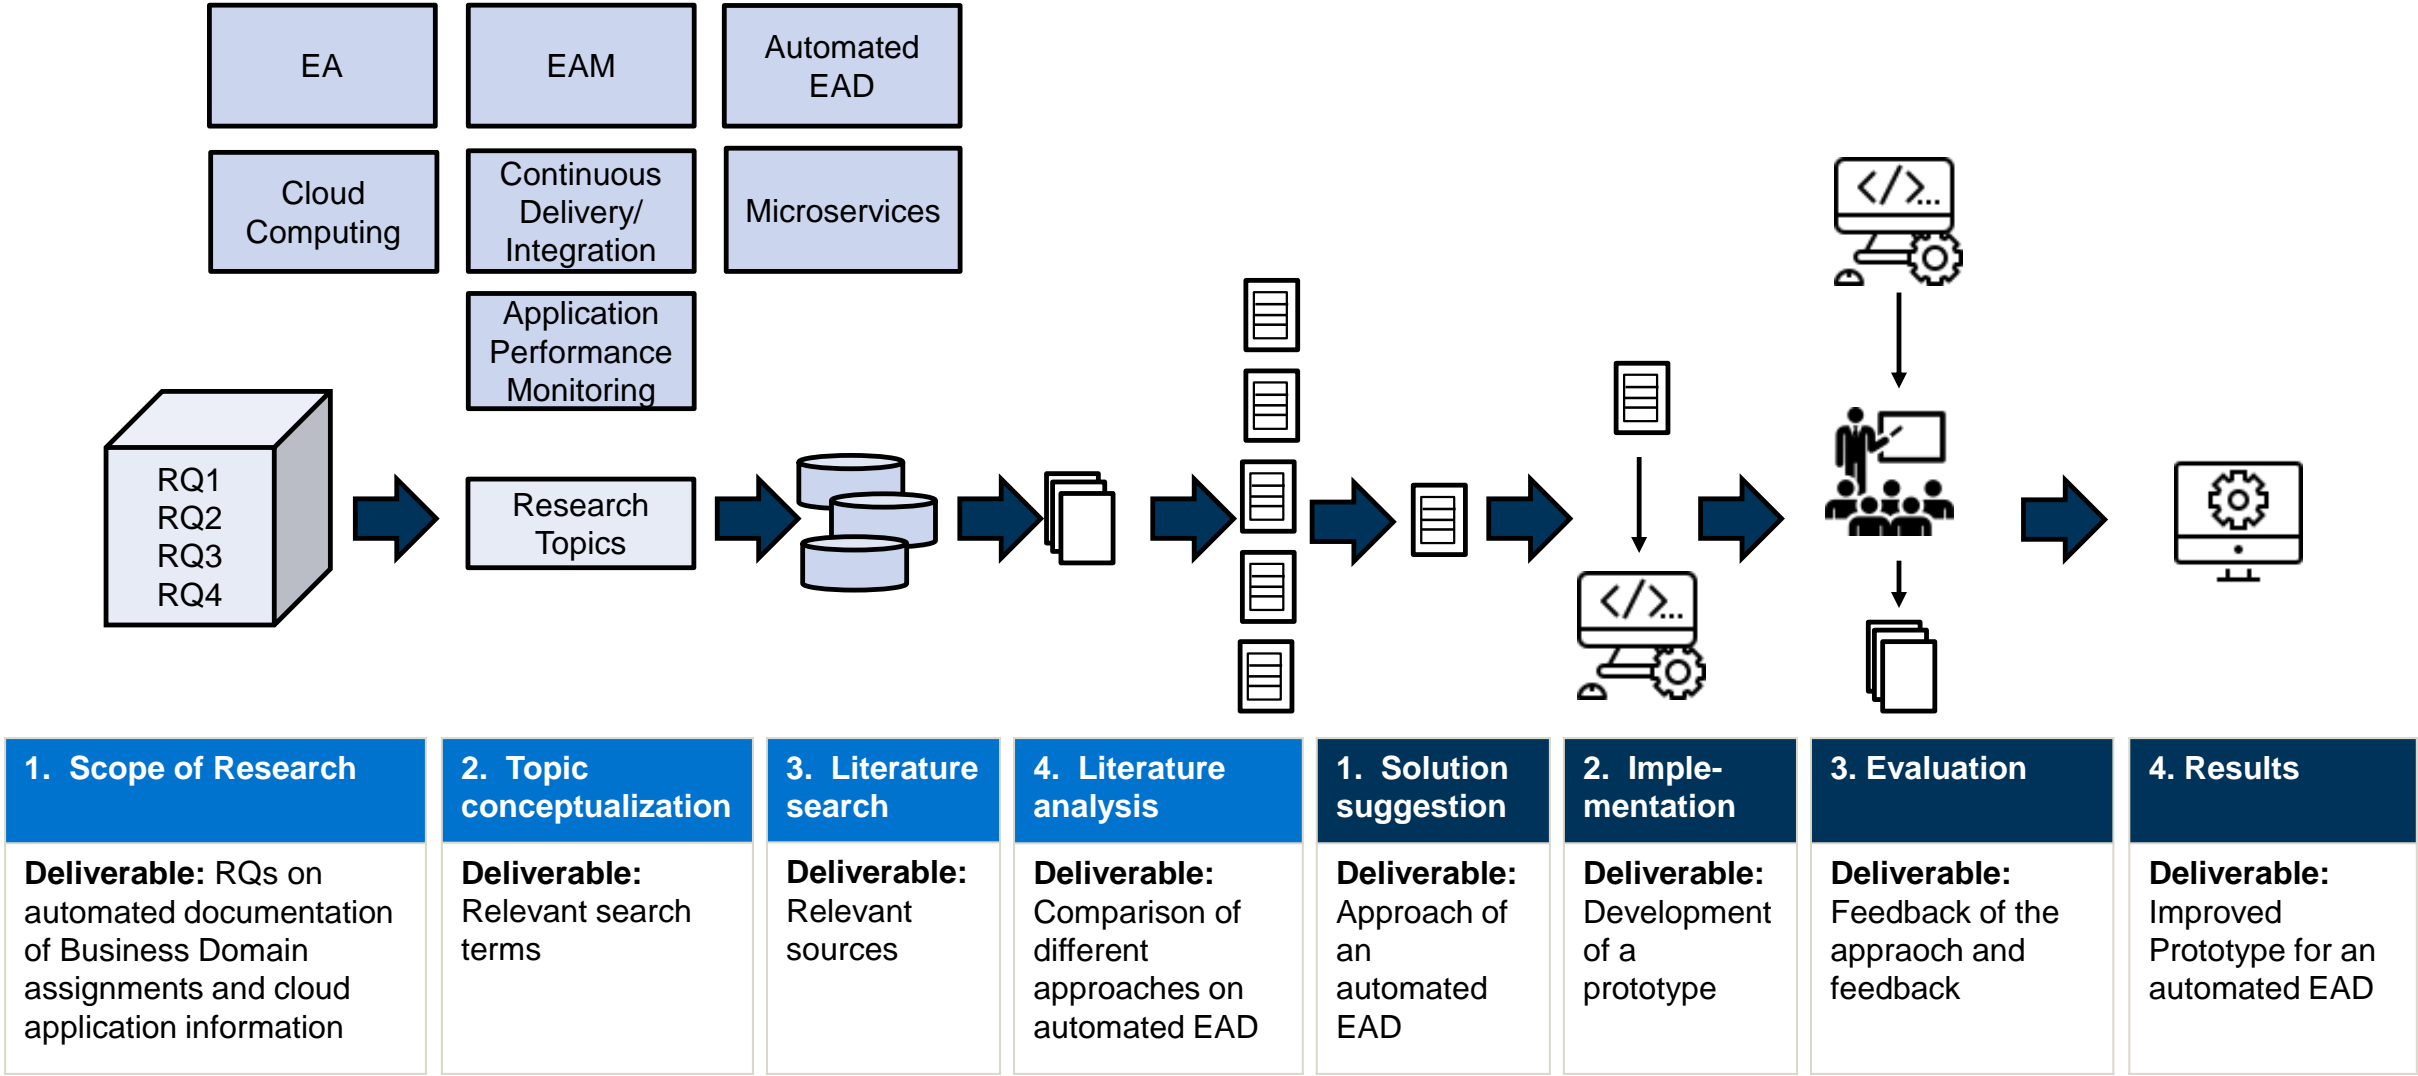 EA
EAM
Automated
EAD
Cloud
Computing
Continuous
Delivery/
Integration
Microservices
Application
Performance
Monitoring
RQ1
RQ2
RQ3
RQ4
Research
Topics
</>...
</>...
1. Scope of Research
Deliverable: RQs on
automated documentation
of Business Domain
assignments and cloud
application information
2. Topic
conceptualization
Deliverable:
Relevant search
terms
3. Literature
search
Deliverable:
Relevant
sources
4. Literature
analysis
Deliverable:
Comparison of
different
approaches on
automated EAD
1. Solution
suggestion
Deliverable:
Approach of
an
automated
EAD
2. Imple-
mentation
Deliverable:
Development
of a
prototype
3. Evaluation
Deliverable:
Feedback of the
appraoch and
feedback
4. Results
Deliverable:
Improved
Prototype for an
automated EAD